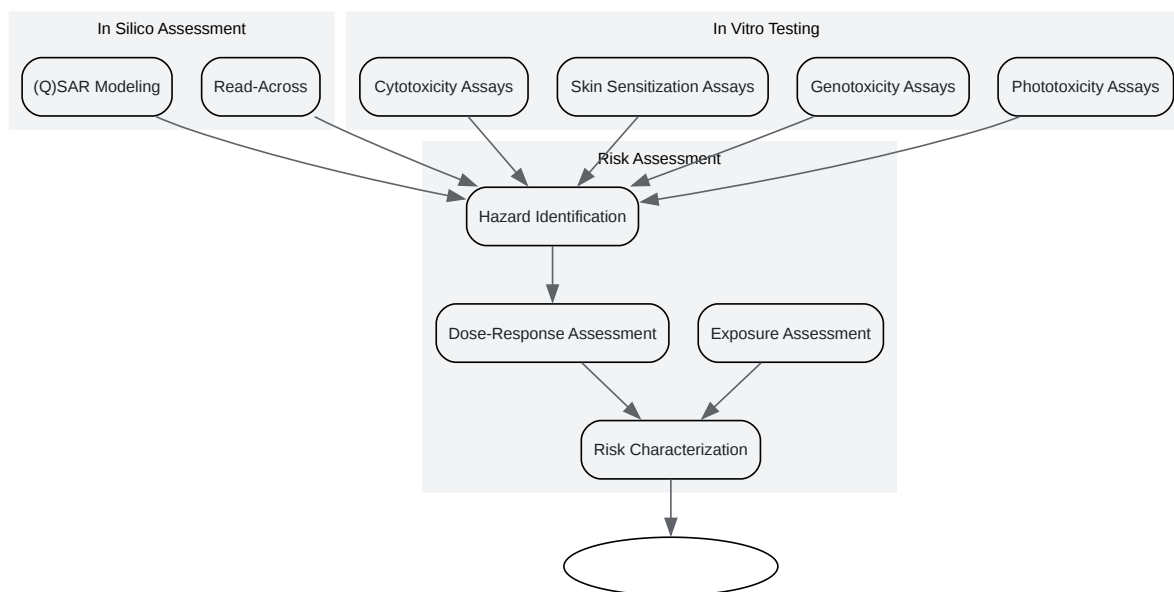 In Silico Assessment
In Vitro Testing
(Q)SAR Modeling
Read-Across
Cytotoxicity Assays
Skin Sensitization Assays
Genotoxicity Assays
Phototoxicity Assays
Risk Assessment
Hazard Identification
Dose-Response Assessment
Exposure Assessment
Risk Characterization